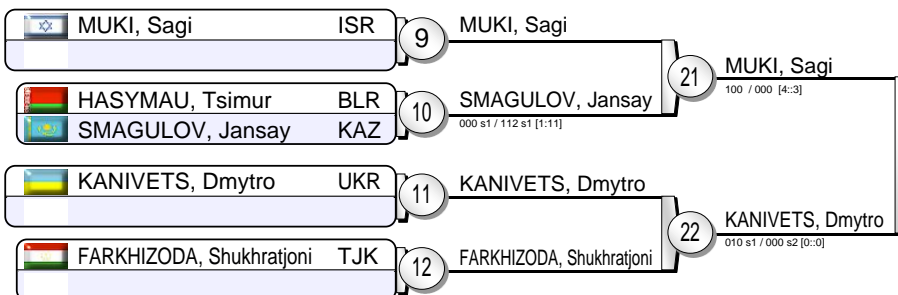 MUKI, Sagi ISR
9
MUKI, Sagi
21
MUKI, Sagi
100 / 000 [4::3]
HASYMAU, Tsimur BLR
SMAGULOV, Jansay KAZ
10
SMAGULOV, Jansay
000 s1 / 112 s1 [1:11]
KANIVETS, Dmytro UKR
11
KANIVETS, Dmytro
22
KANIVETS, Dmytro
010 s1 / 000 s2 [0::0]
FARKHIZODA, Shukhratjoni TJK
12
FARKHIZODA, Shukhratjoni